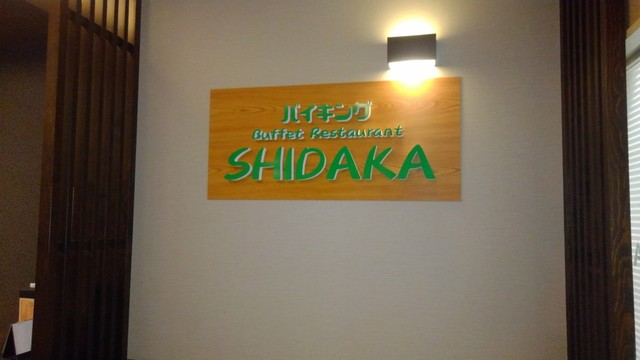 バイキング
Buffet Restaurant
SHIDAKA